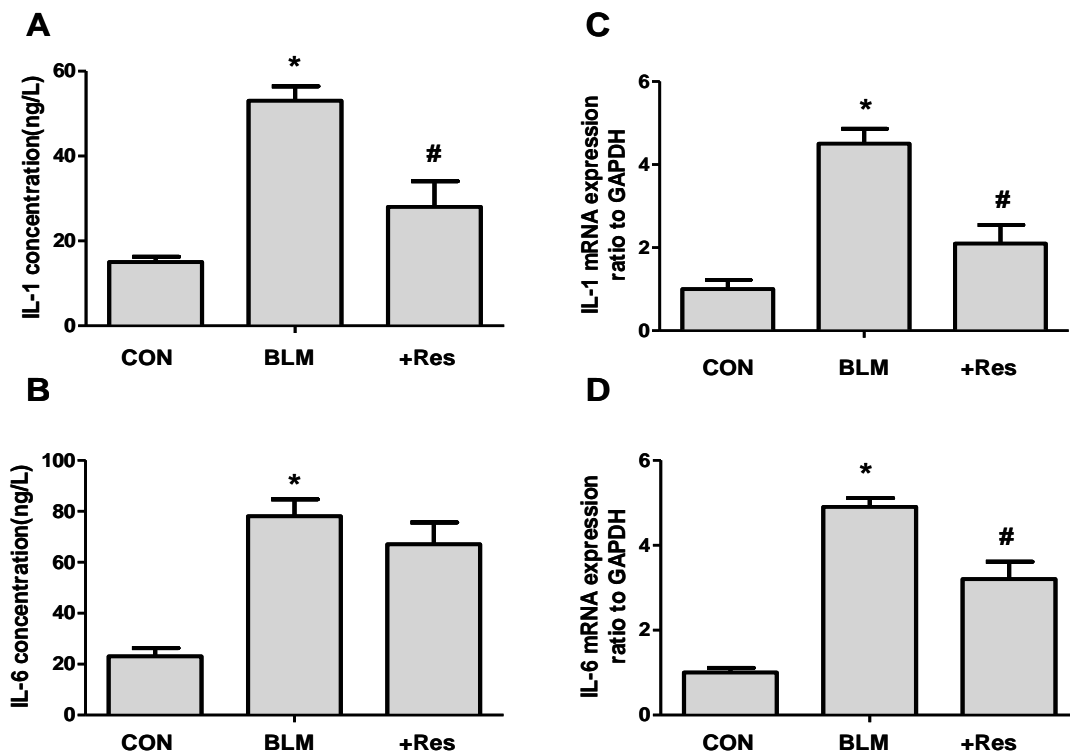 A
IL-1 concentration(ng/L)
60
40
20
0
*
#
CON BLM +Res
C
IL-1 mRNA expression
ratio to GAPDH
6
4
2
0
*
#
CON BLM +Res
B
IL-6 concentration(ng/L)
100
80
60
40
20
0
*
CON BLM +Res
D
IL-6 mRNA expression
ratio to GAPDH
6
4
2
0
*
#
CON BLM +Res